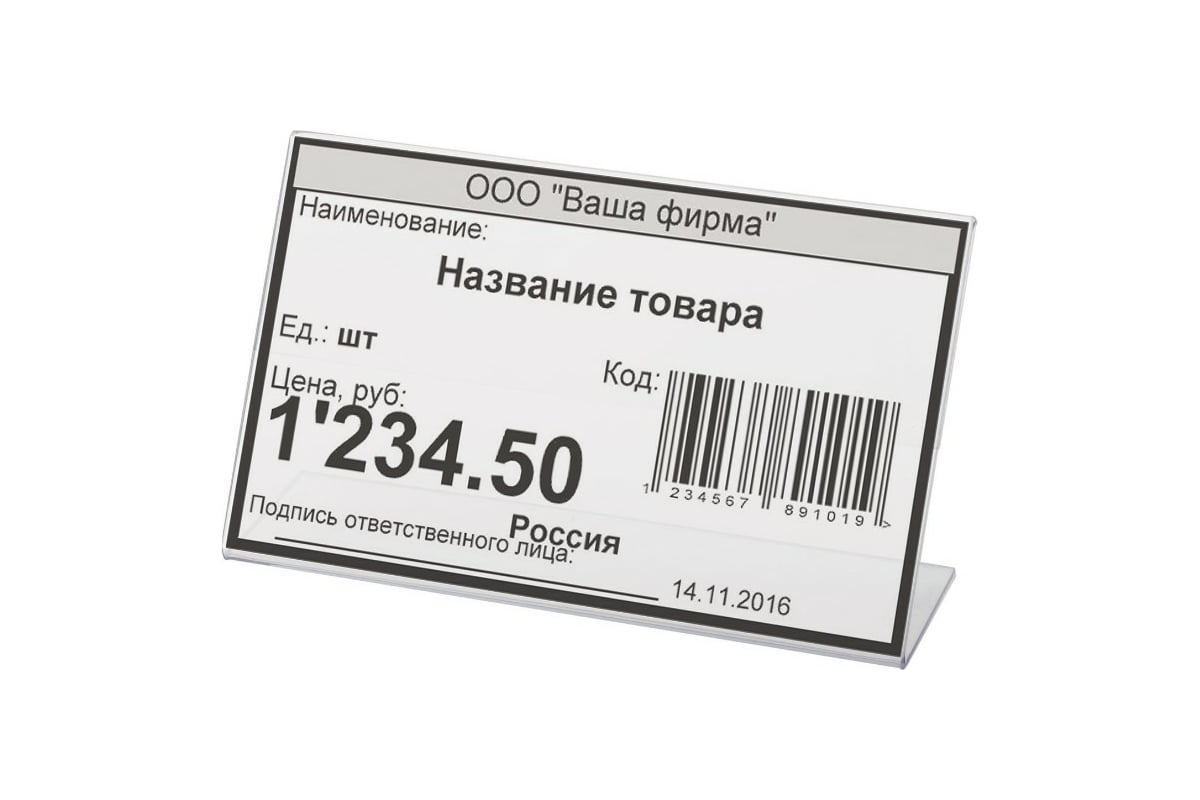 ООО "Ваша фирма"
Наименование:
Название товара
Ед.: шт
Цена, руб:
1'234.50
Код:
1 234567 891019 >
Россия
Подпись ответственного лица:
14.11.2016